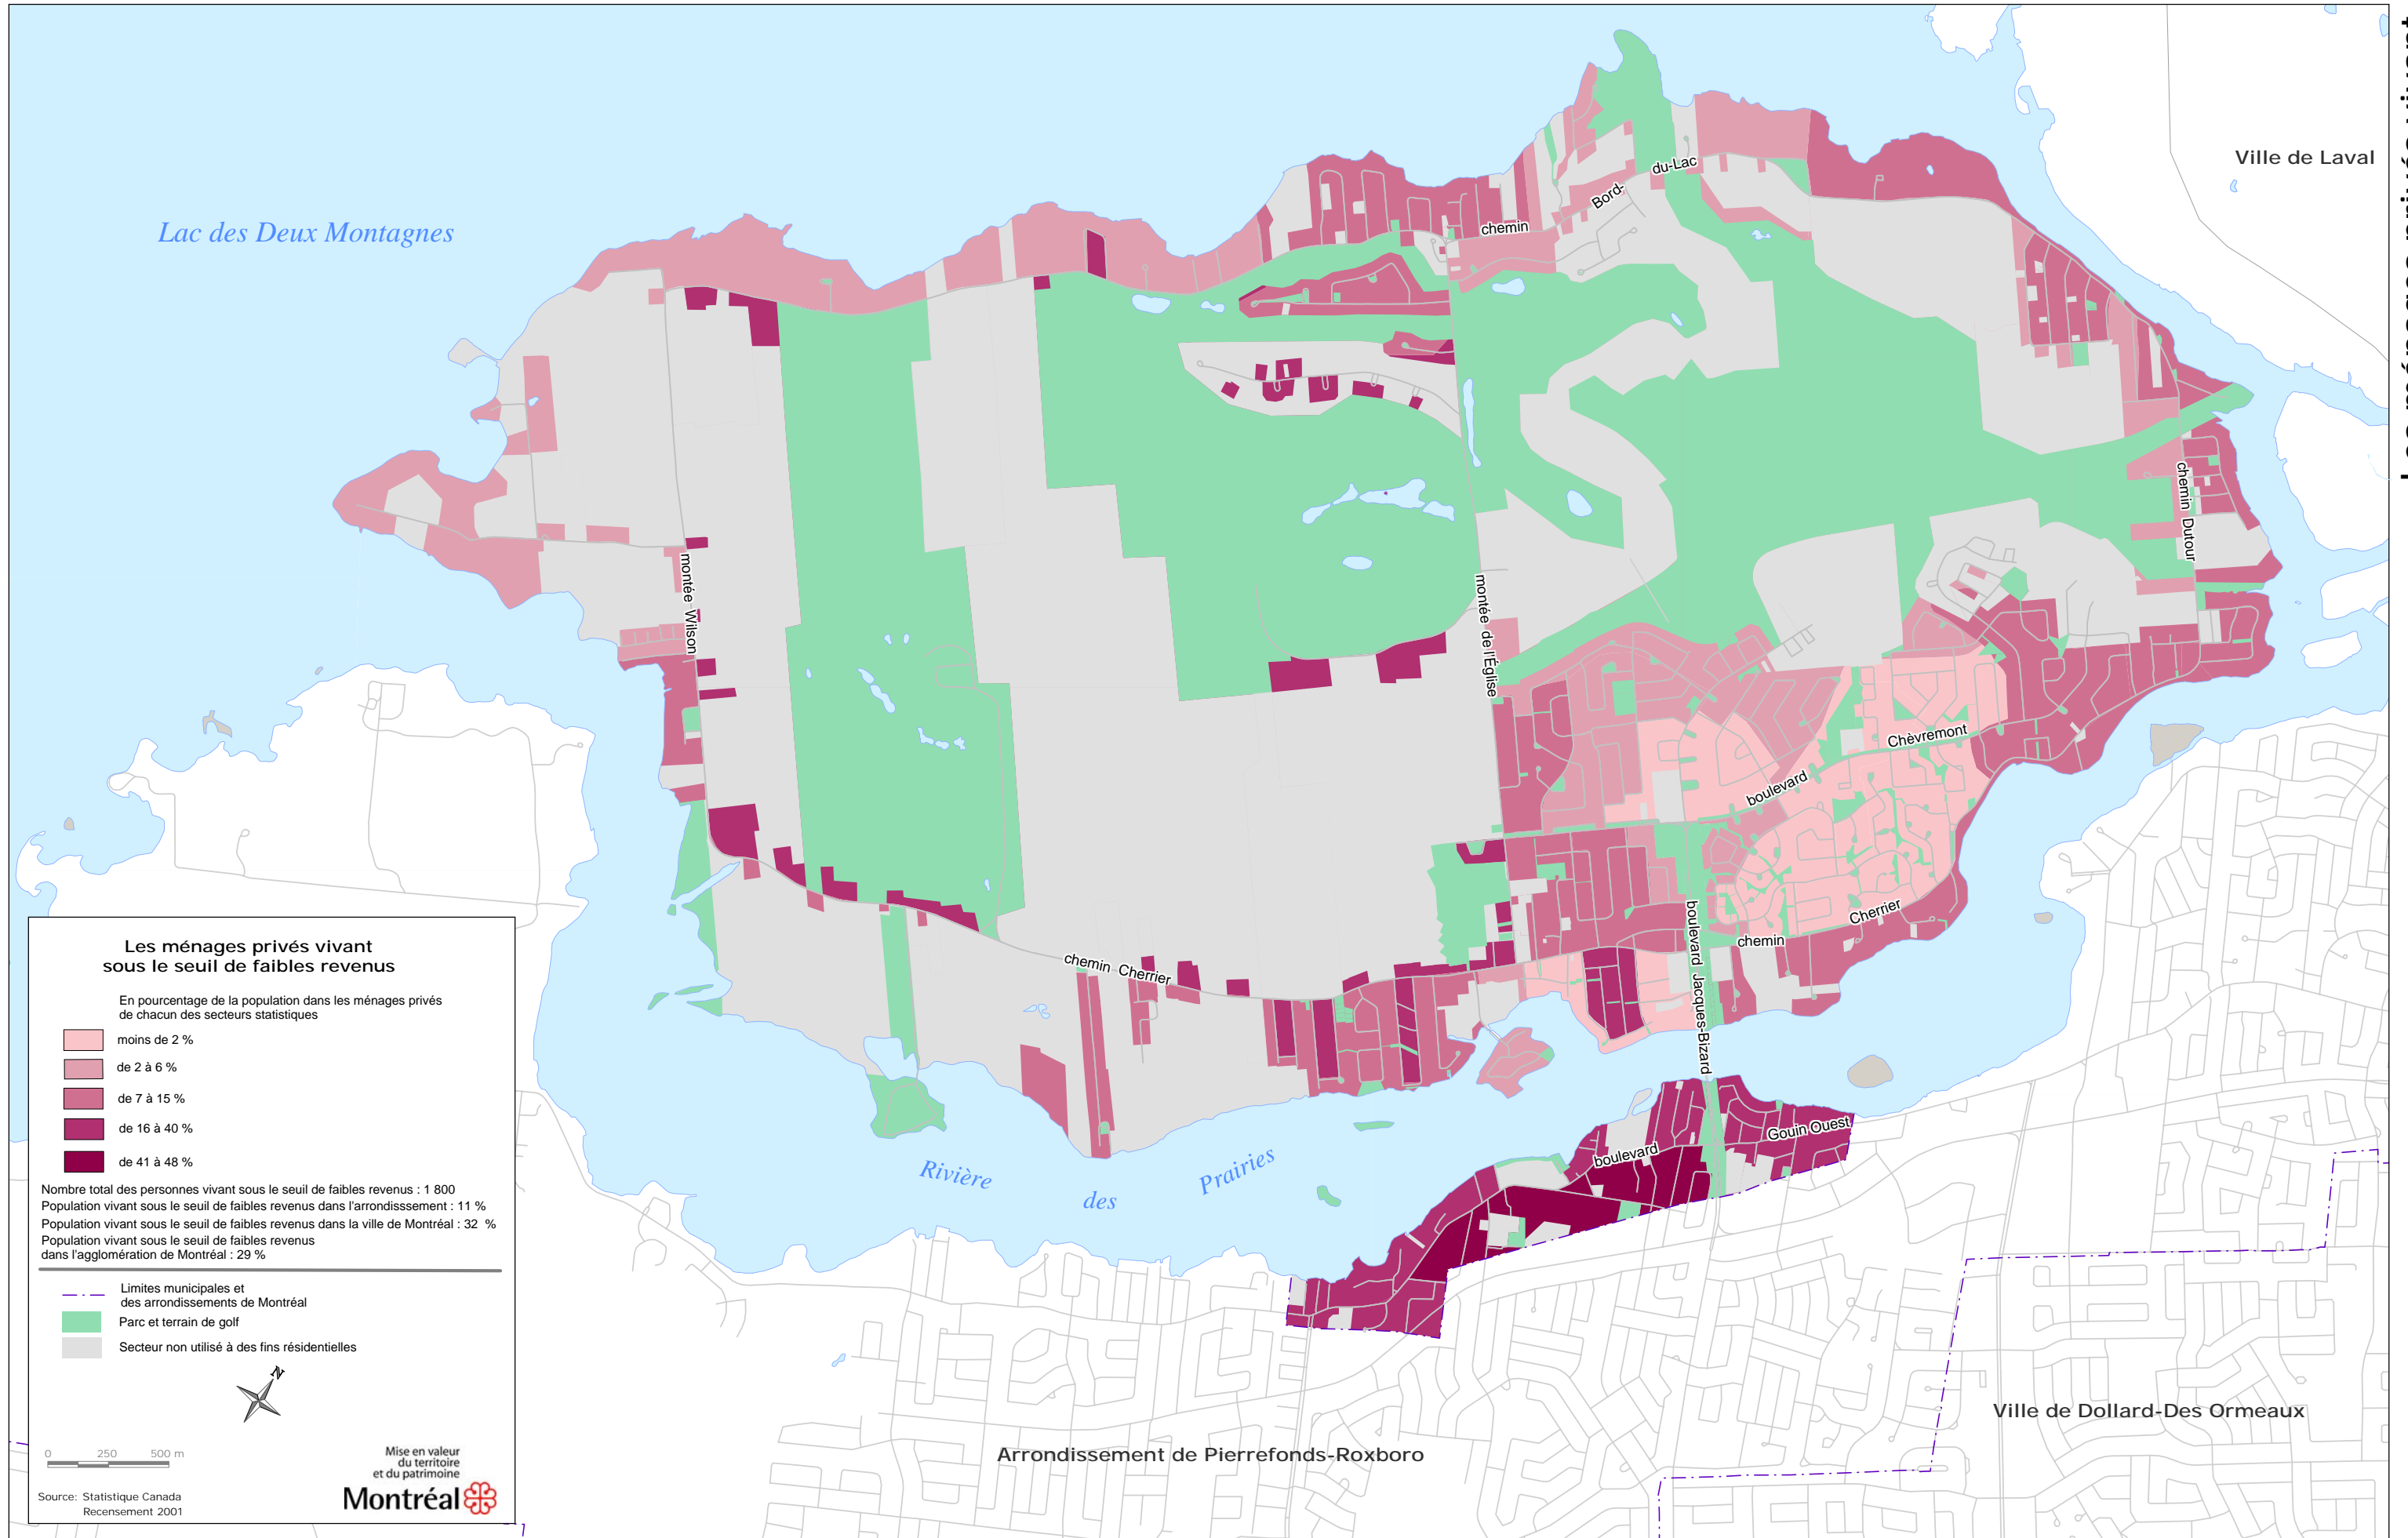 Ville de Laval
Lac des Deux Montagnes
chemin
Bord-
du-Lac
chemin Dutour
montée Wilson
montée de l'Église
Chèvremont
boulevard
Cherrier
chemin
boulevard Jacques-Bizard
chemin Cherrier
Gouin Ouest
boulevard
Rivière
des
Prairies
Arrondissement de Pierrefonds-Roxboro
Ville de Dollard-Des Ormeaux
Les ménages privés vivant
sous le seuil de faibles revenus
En pourcentage de la population dans les ménages privés
de chacun des secteurs statistiques
moins de 2 %
de 2 à 6 %
de 7 à 15 %
de 16 à 40 %
de 41 à 48 %
Nombre total des personnes vivant sous le seuil de faibles revenus : 1 800
Population vivant sous le seuil de faibles revenus dans l'arrondisssement : 11 %
Population vivant sous le seuil de faibles revenus dans la ville de Montréal : 32 %
Population vivant sous le seuil de faibles revenus
dans l'agglomération de Montréal : 29 %
Limites municipales et
des arrondissements de Montréal
Parc et terrain de golf
Secteur non utilisé à des fins résidentielles
N
0 250 500 m
Mise en valeur
du territoire
et du patrimoine
Montréal
Source: Statistique Canada
Recensement 2001